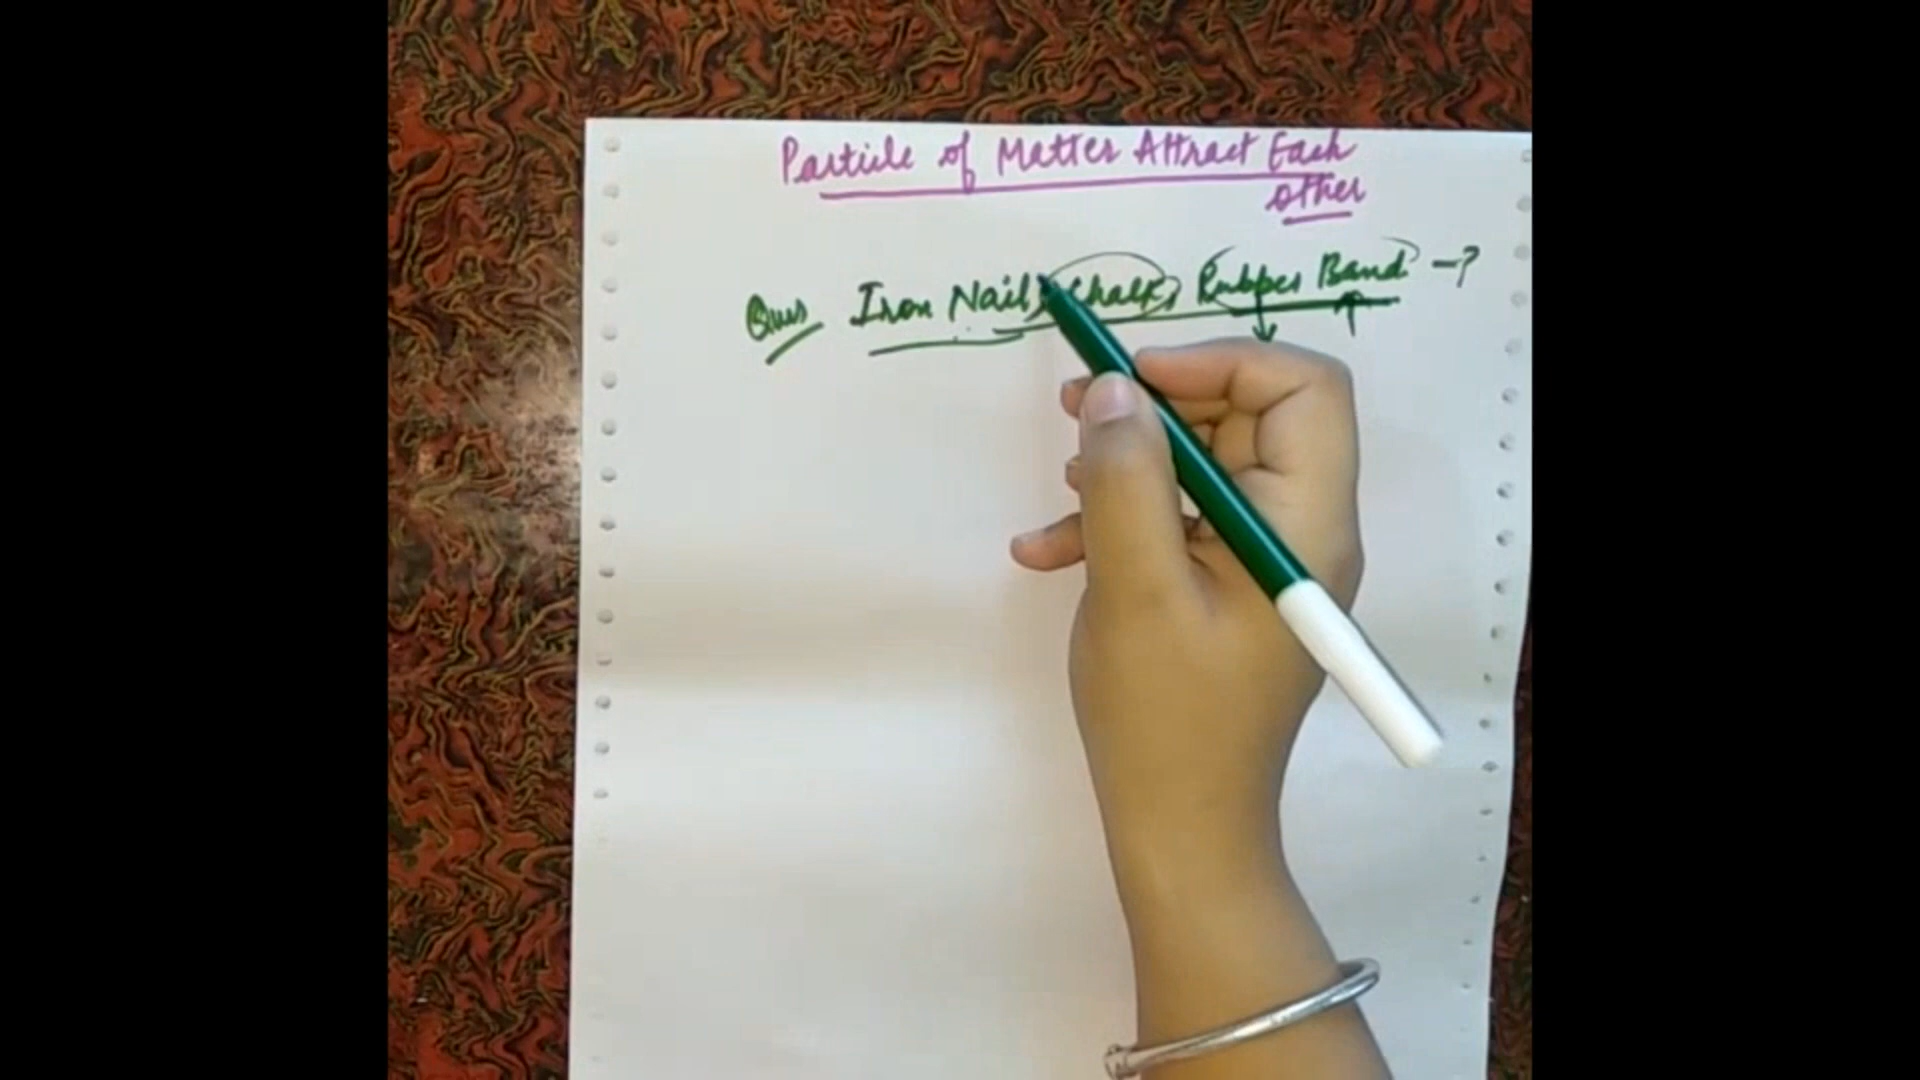 Particle of Matter Attract Each
other
Ques Iron Nail, Chalk, Rubber Band -?